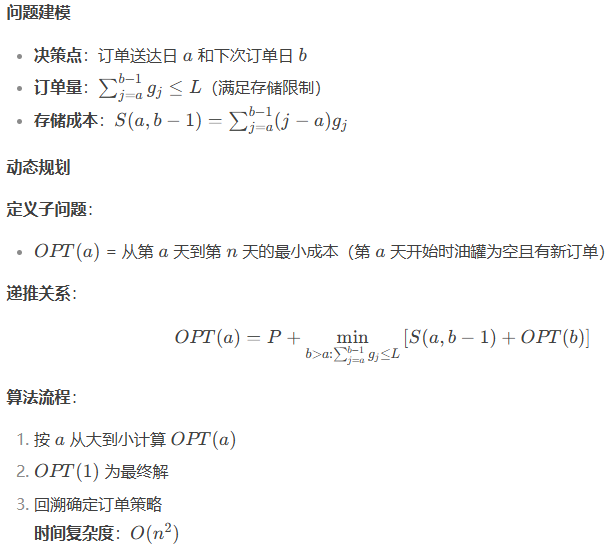 问题建模
• 决策点：订单送达日 a 和下次订单日 b
• 订单量：$\sum_{j=a}^{b-1} g_j \leq L$（满足存储限制）
• 存储成本：$S(a, b-1) = \sum_{j=a}^{b-1} (j-a) g_j$
动态规划
定义子问题：
• $OPT(a)$ = 从第 a 天到第 n 天的最小成本（第 a 天开始时油罐为空且有新订单）
递推关系：
$OPT(a) = P + \min_{b>a:\sum_{j=a}^{b-1} g_j \leq L} [S(a, b-1) + OPT(b)]$
算法流程：
1. 按 a 从大到小计算 $OPT(a)$
2. $OPT(1)$ 为最终解
3. 回溯确定订单策略
时间复杂度：$O(n^2)$